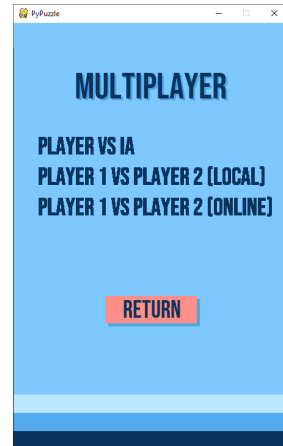 PyPuzzle
MULTIPLAYER
PLAYER VS IA
PLAYER 1 VS PLAYER 2 (LOCAL)
PLAYER 1 VS PLAYER 2 (ONLINE)
RETURN